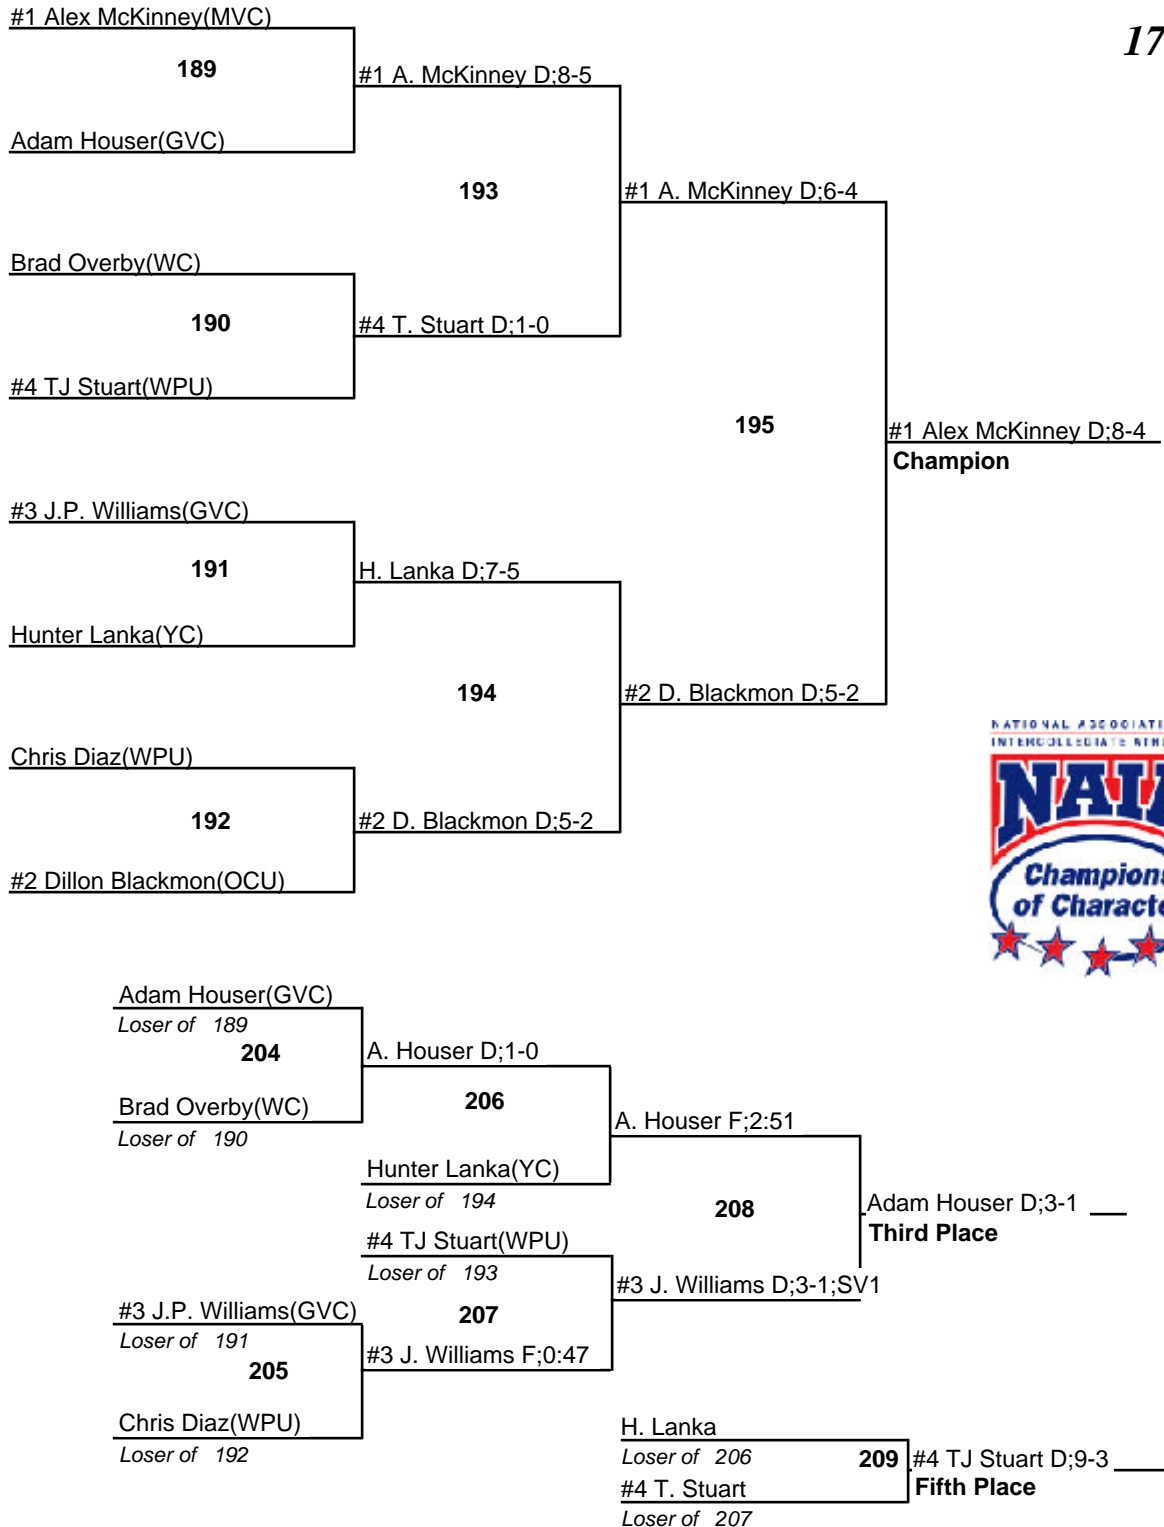 #1 Alex McKinney(MVC)
17
189
#1 A. McKinney D;8-5
Adam Houser(GVC)
193
#1 A. McKinney D;6-4
Brad Overby(WC)
190
#4 T. Stuart D;1-0
#4 TJ Stuart(WPU)
195
#1 Alex McKinney D;8-4
Champion
#3 J.P. Williams(GVC)
191
H. Lanka D;7-5
Hunter Lanka(YC)
194
#2 D. Blackmon D;5-2
Chris Diaz(WPU)
192
#2 D. Blackmon D;5-2
#2 Dillon Blackmon(OCU)
NATIONAL ASSOCIATI
INTERCOLLEGIATE ATHL
NAIA
Champions
of Characte
Adam Houser(GVC)
Loser of 189
204
A. Houser D;1-0
Brad Overby(WC)
Loser of 190
206
A. Houser F;2:51
Hunter Lanka(YC)
Loser of 194
208
Adam Houser D;3-1
Third Place
#4 TJ Stuart(WPU)
Loser of 193
#3 J. Williams D;3-1;SV1
#3 J.P. Williams(GVC)
Loser of 191
207
205
#3 J. Williams F;0:47
Chris Diaz(WPU)
Loser of 192
H. Lanka
Loser of 206
209
#4 TJ Stuart D;9-3
Fifth Place
#4 T. Stuart
Loser of 207